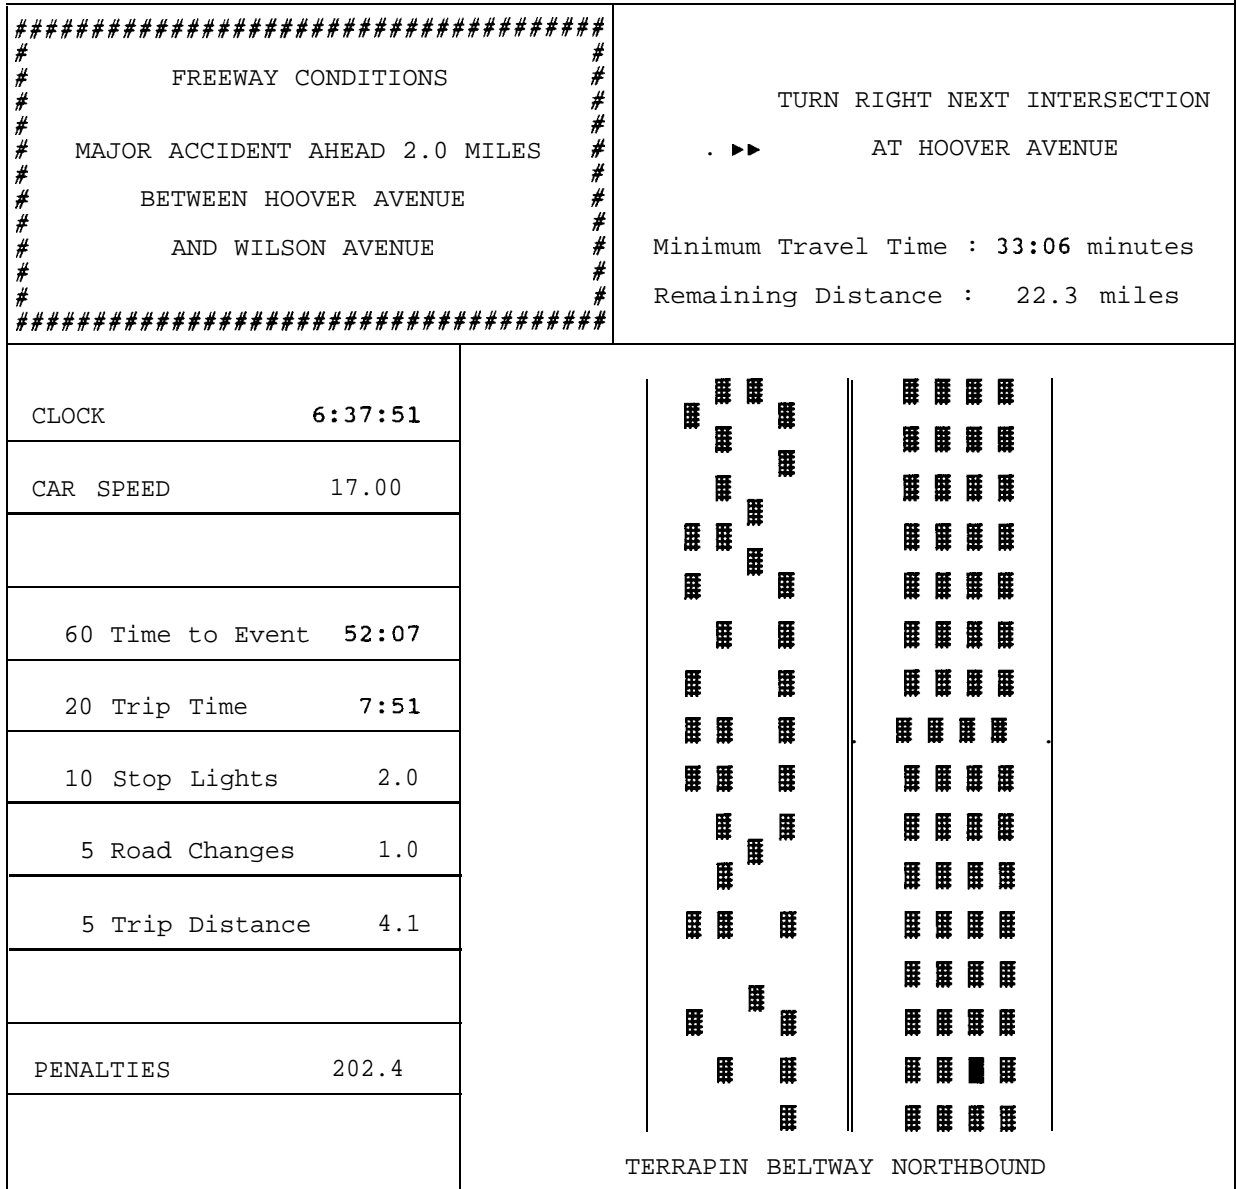 #######################################
FREEWAY CONDITIONS
MAJOR ACCIDENT AHEAD 2.0 MILES
BETWEEN HOOVER AVENUE
AND WILSON AVENUE
#######################################
TURN RIGHT NEXT INTERSECTION
. ►► AT HOOVER AVENUE
Minimum Travel Time : 33:06 minutes
Remaining Distance : 22.3 miles
CLOCK 6:37:51
CAR SPEED 17.00
60 Time to Event 52:07
20 Trip Time 7:51
10 Stop Lights 2.0
5 Road Changes 1.0
5 Trip Distance 4.1
PENALTIES 202.4
TERRAPIN BELTWAY NORTHBOUND